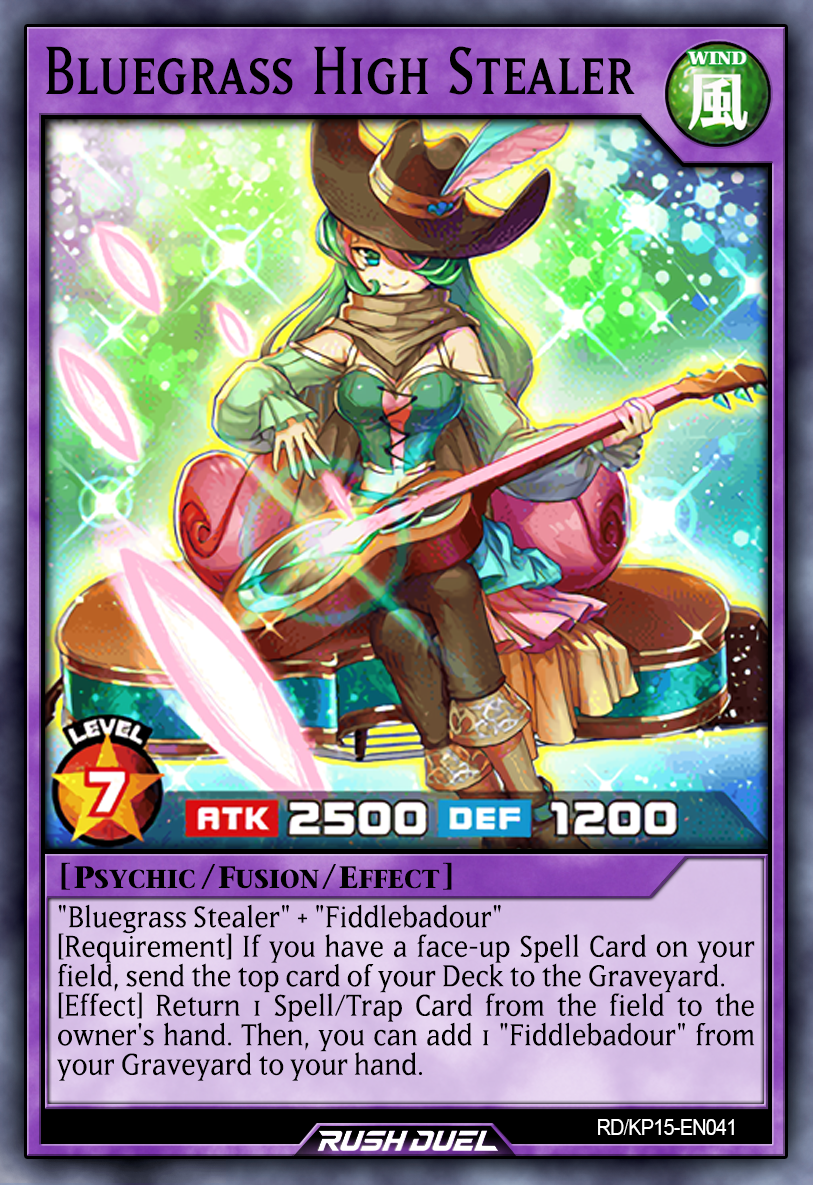 Bluegrass High Stealer
WIND
風
LEVEL
7
ATK 2500 DEF 1200
[Psychic/Fusion/Effect]
"Bluegrass Stealer" + "Fiddlebadour"
[Requirement] If you have a face-up Spell Card on your
field, send the top card of your Deck to the Graveyard.
[Effect] Return 1 Spell/Trap Card from the field to the
owner's hand. Then, you can add 1 "Fiddlebadour" from
your Graveyard to your hand.
RD/KP15-EN041
RUSH DUEL